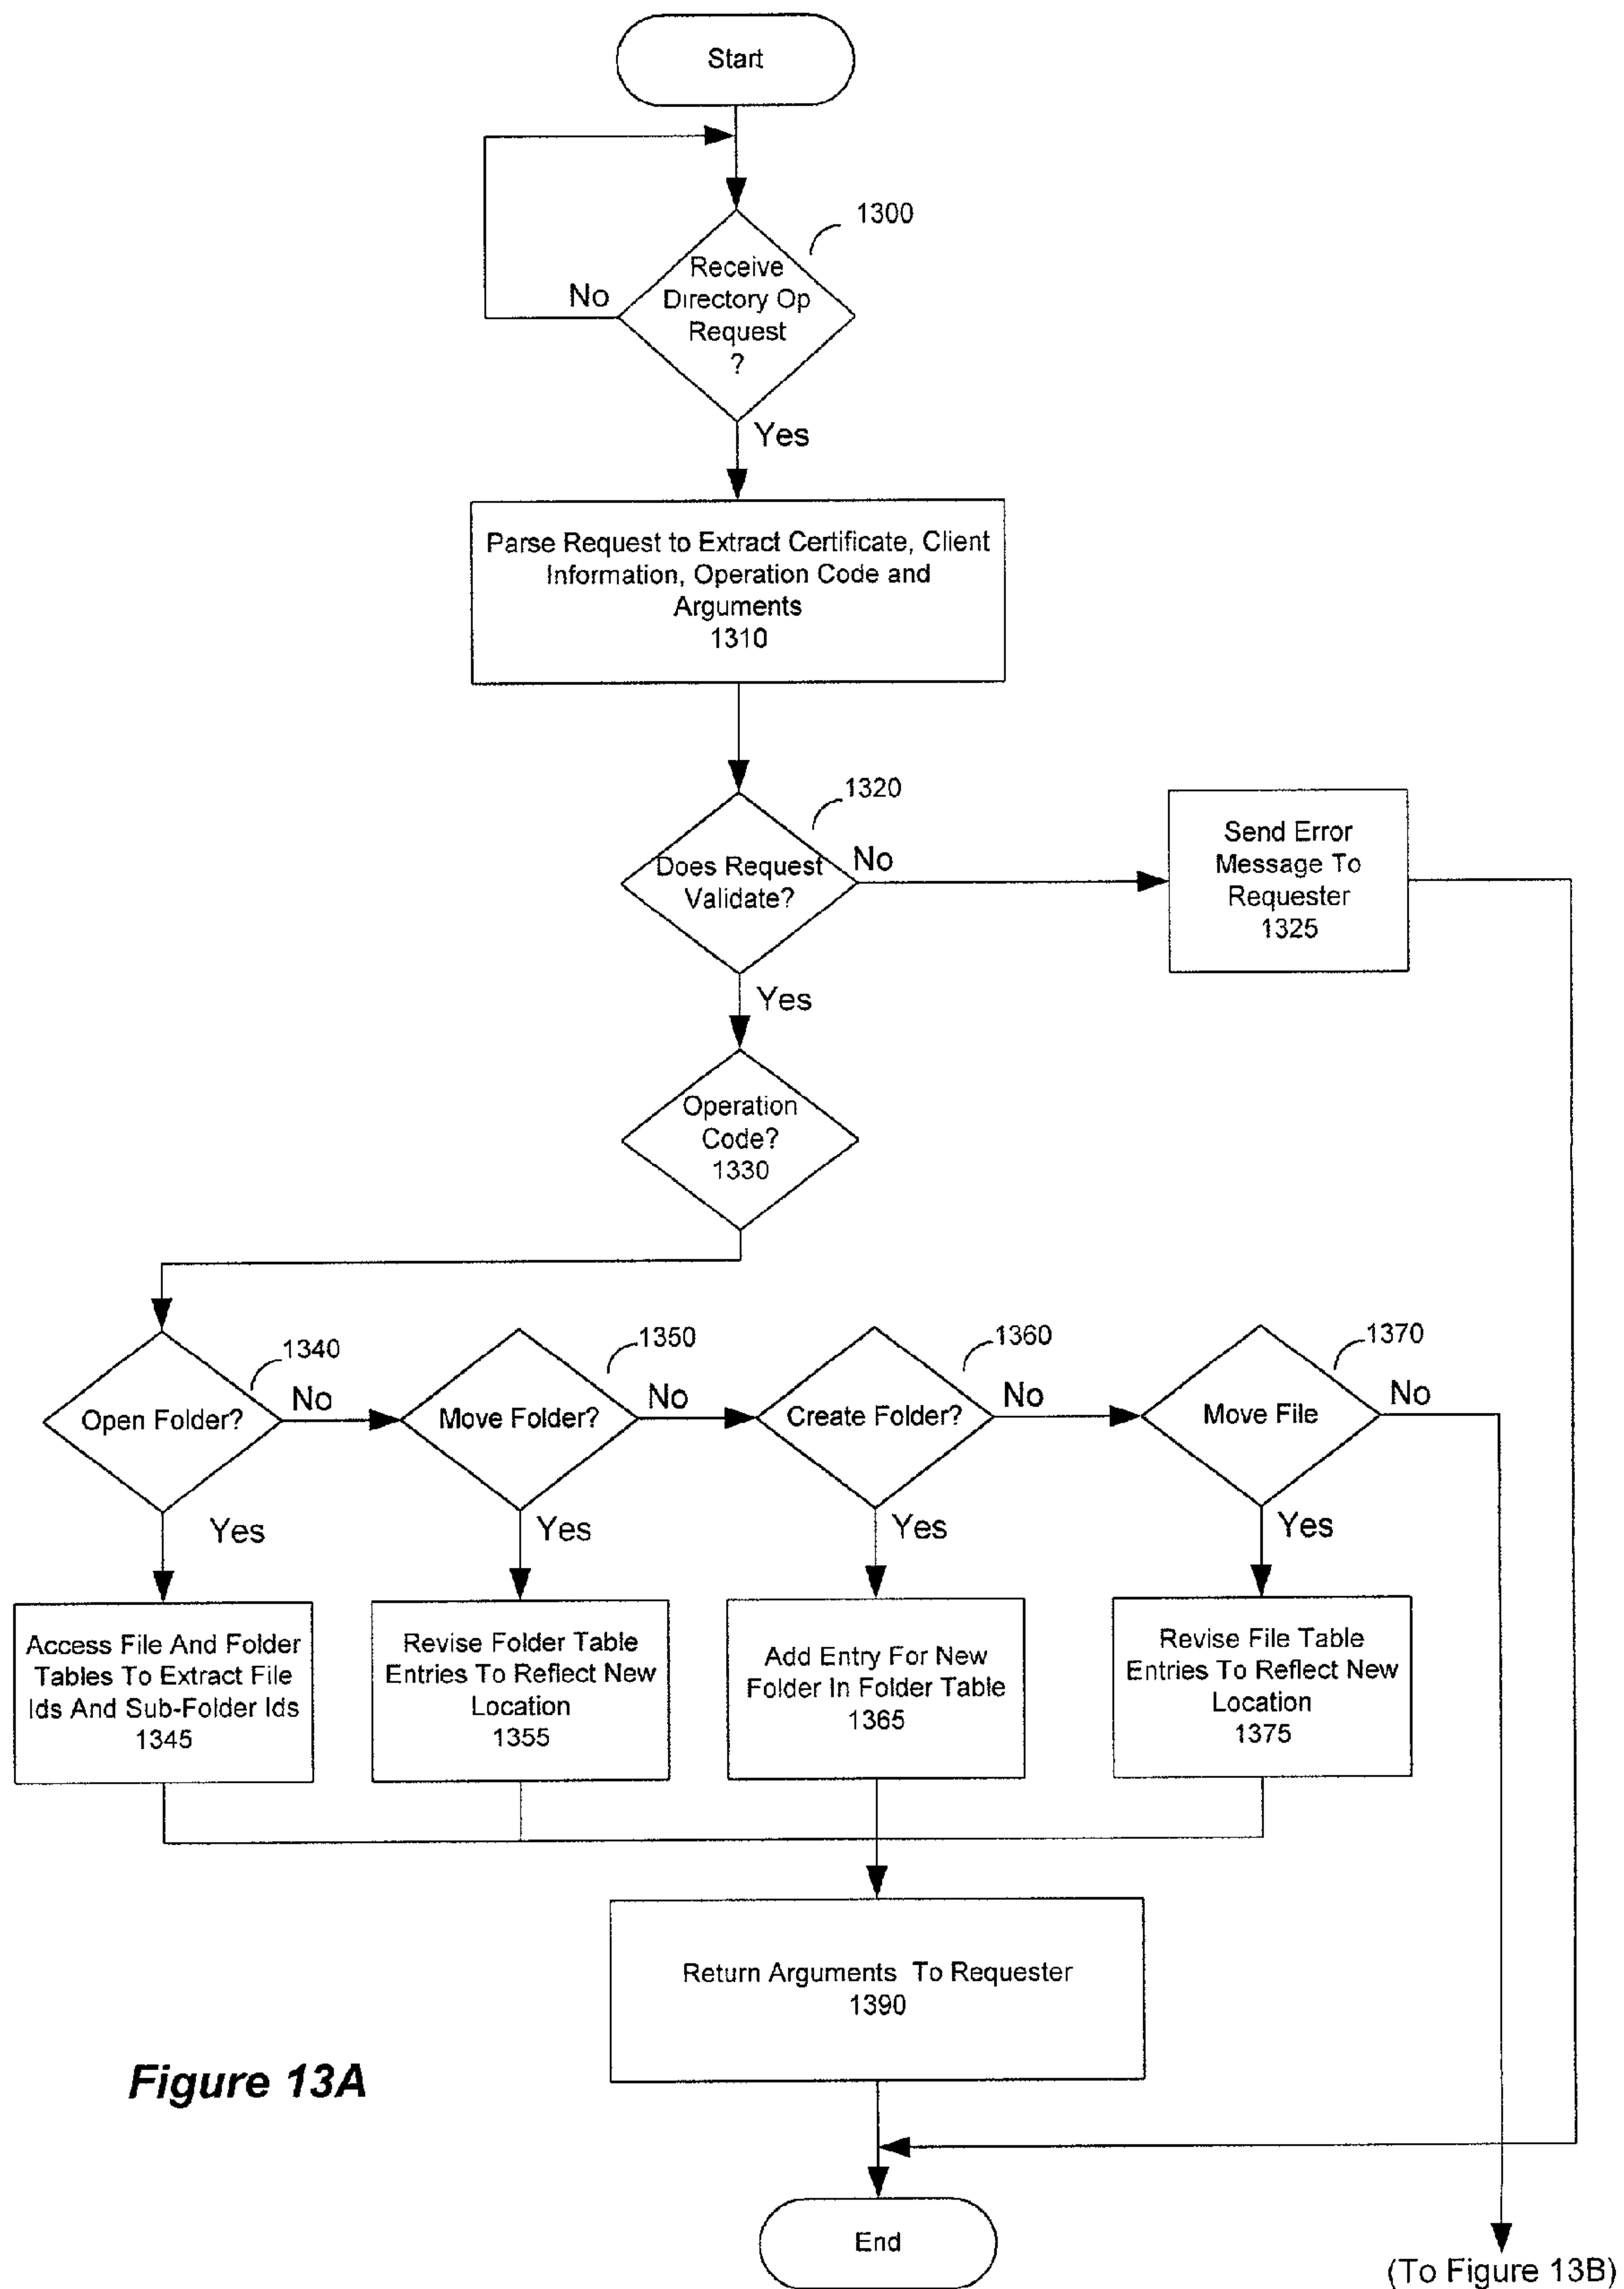 Start
1300
Receive
Directory Op
Request
?
No
Yes
Parse Request to Extract Certificate, Client
Information, Operation Code and
Arguments
1310
1320
Does Request
Validate?
No
Send Error
Message To
Requester
1325
Yes
Operation
Code?
1330
1340
Open Folder?
No
1350
Move Folder?
No
1360
Create Folder?
No
1370
Move File
No
Yes
Yes
Yes
Yes
Access File And Folder
Tables To Extract File
Ids And Sub-Folder Ids
1345
Revise Folder Table
Entries To Reflect New
Location
1355
Add Entry For New
Folder In Folder Table
1365
Revise File Table
Entries To Reflect New
Location
1375
Return Arguments To Requester
1390
Figure 13A
End
(To Figure 13B)